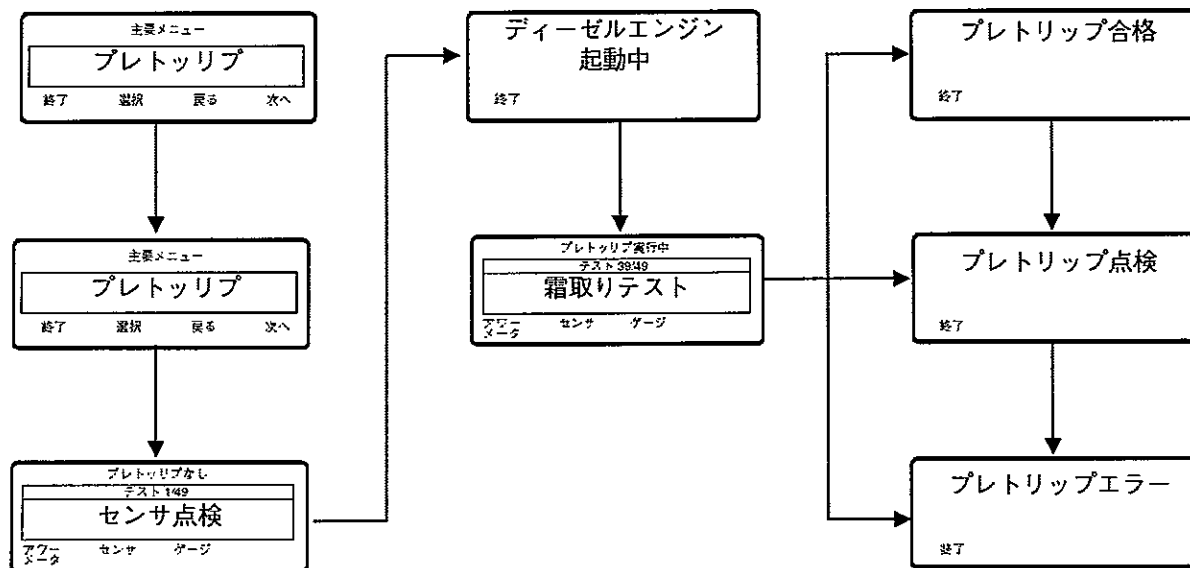 主要メニュー
プレトッリプ
終了 選択 戻る 次へ
主要メニュー
プレトッリプ
終了 選択 戻る 次へ
プレトッリプなし
テスト 1/49
センサ点検
アワー
メータ センサ ゲージ
ディーゼルエンジン
起動中
終了
プレトッリプ実行中
テスト 39/49
霜取りテスト
アワー
メータ センサ ゲージ
プレトリップ合格
終了
プレトリップ点検
終了
プレトリップエラー
終了